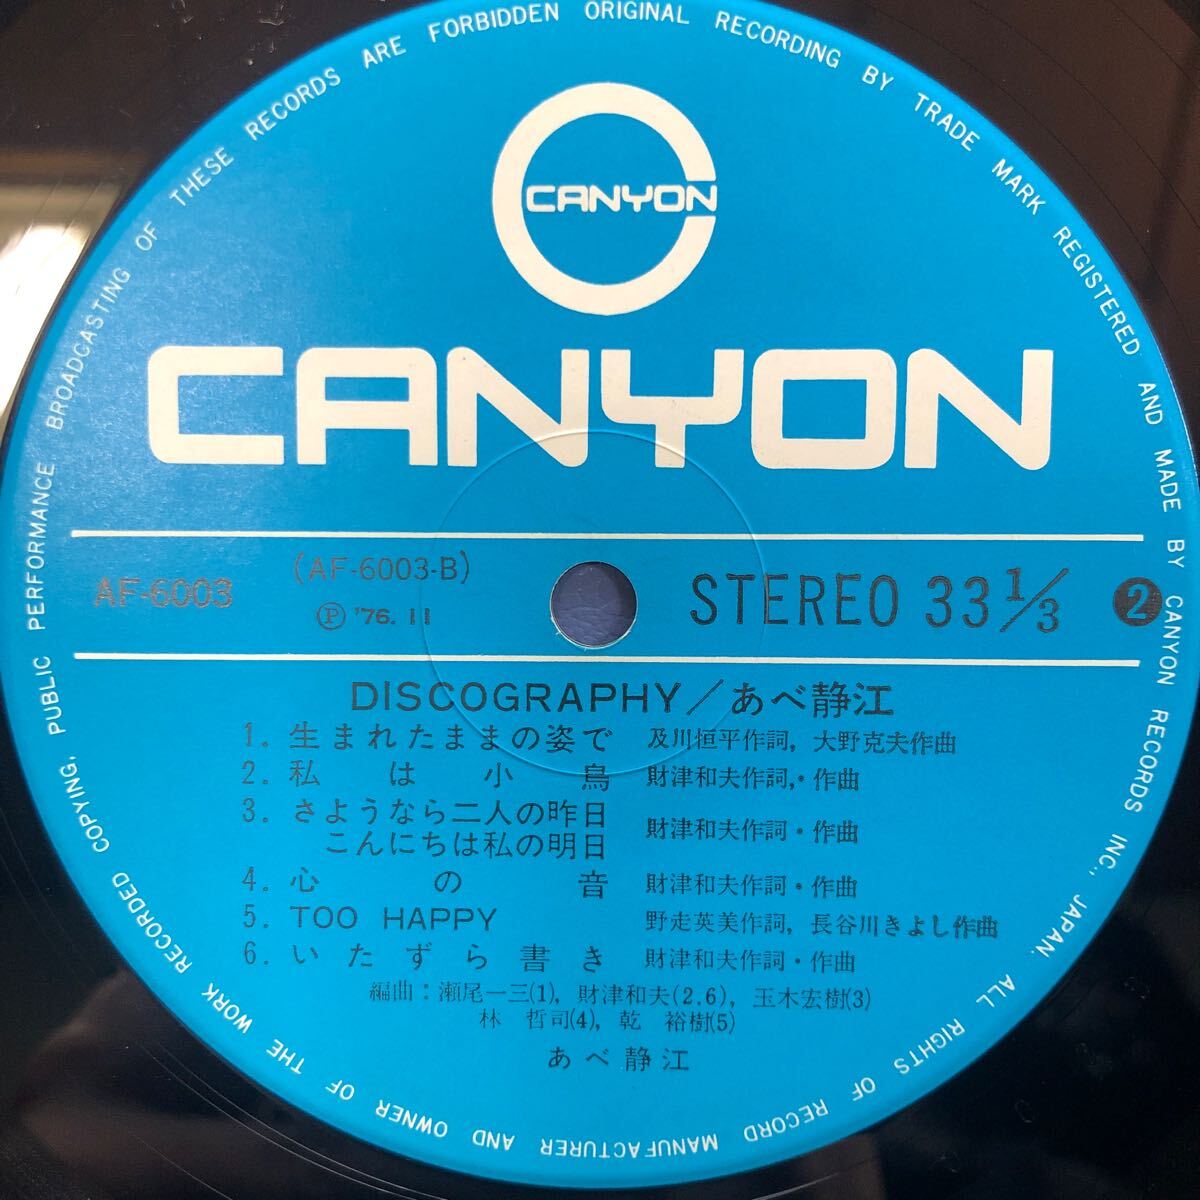 ALL RIGHTS OF RECORD MANUFACTURER AND OWNER OF THE WORK RECORDED COPYING, PUBLIC PERFORMANCE BROADCASTING OF THESE RECORDS ARE FORBIDDEN ORIGINAL RECORDING BY TRADE MARK REGISTERED AND MADE BY CANYON RECORDS INC., JAPAN.
CANYON
CANYON
AF-6003
(AF-6003-B)
Ⓟ '76. 11
STEREO 33 1/3
2
DISCOGRAPHY／あべ静江
1. 生まれたままの姿で 及川恒平作詞, 大野克夫作曲
2. 私は小鳥 財津和夫作詞,・作曲
3. さようなら二人の昨日
こんにちは私の明日 財津和夫作詞・作曲
4. 心の音 財津和夫作詞・作曲
5. TOO HAPPY 野走英美作詞, 長谷川きよし作曲
6. いたずら書き 財津和夫作詞・作曲
編曲：瀬尾一三(1), 財津和夫(2.6), 玉木宏樹(3)
林 哲司(4), 乾 裕樹(5)
あべ静江